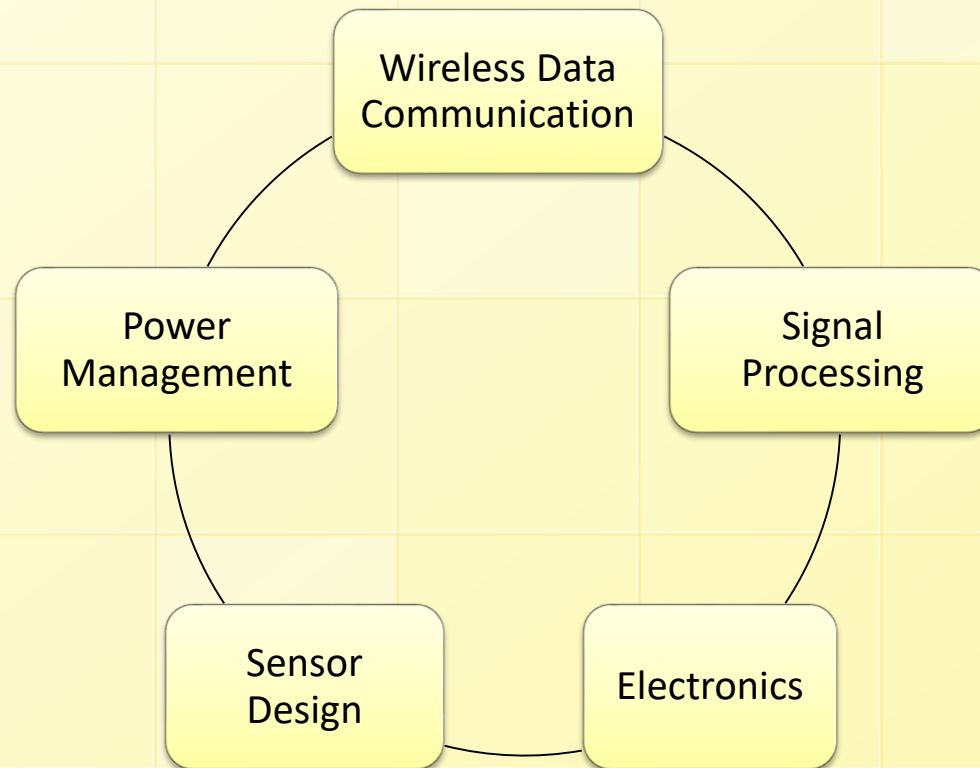 Wireless Data
Communication
Power
Management
Signal
Processing
Sensor
Design
Electronics